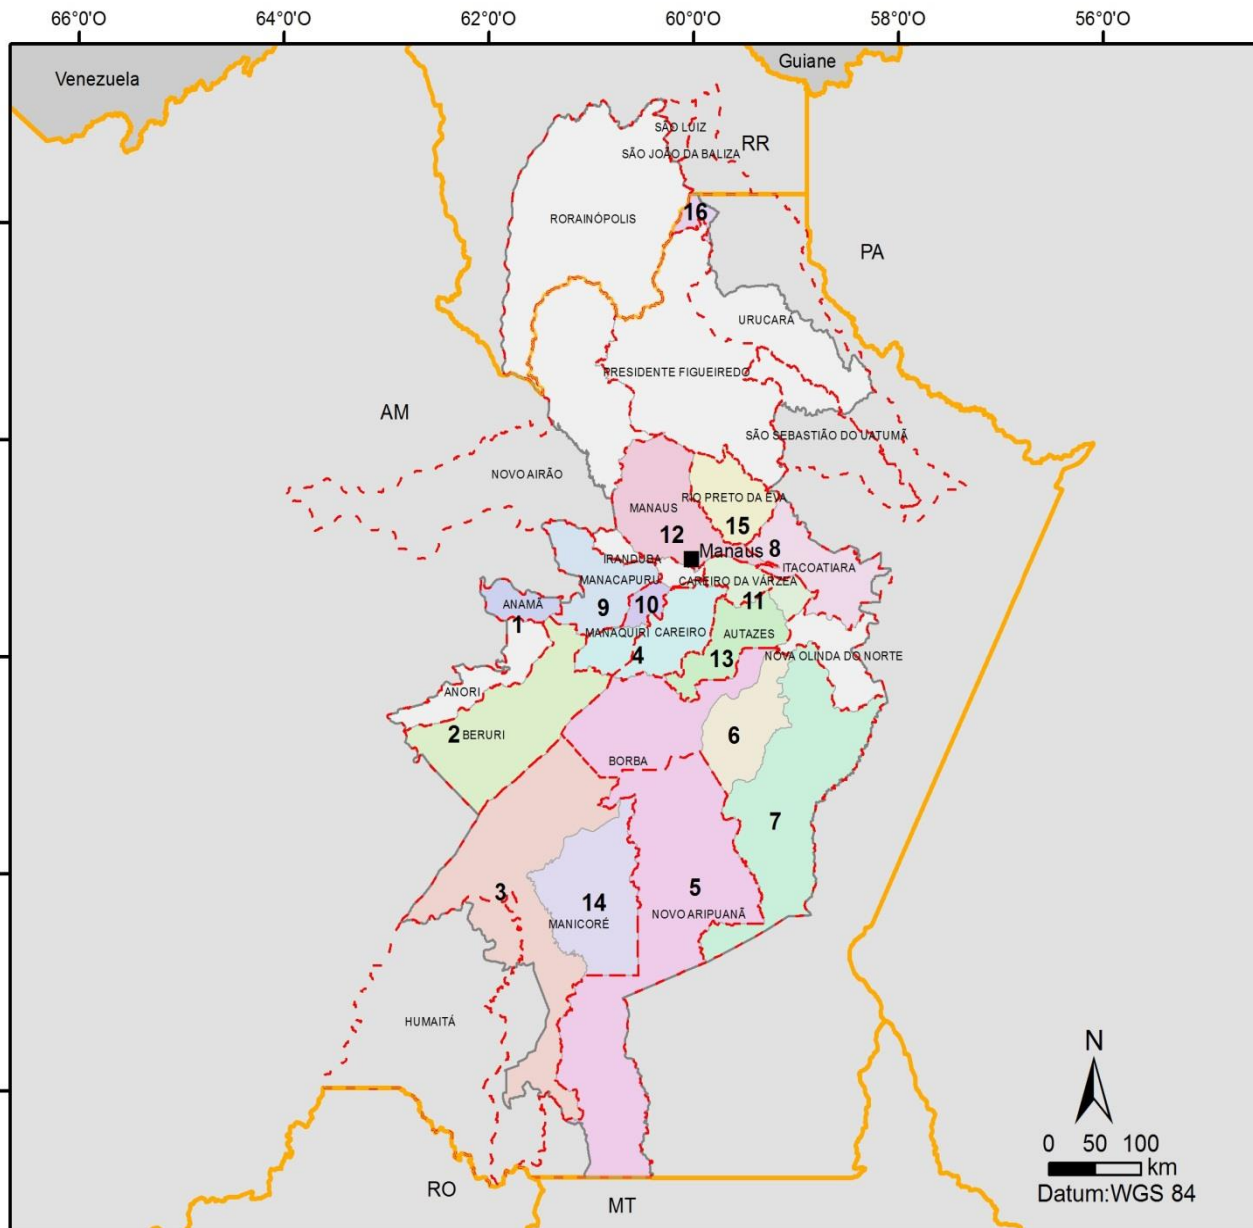 66°0'O 64°0'O 62°0'O 60°0'O 58°0'O 56°0'O
Guiane
Venezuela
SÃO LUIZ
RR
SÃO JOÃO DA BALIZA
16
RORAINÓPOLIS
PA
URUCARÁ
PRESIDENTE FIGUEIREDO
AM
SÃO SEBASTIÃO DO UATUMÃ
NOVO AIRÃO
RIO PRETO DA EVA
MANAUS
15
12
8
Manaus
IRANDUBA
ITACOATIARA
MANACAPURU
CAREIRO DA VÁRZEA
ANAMÃ
9
10
11
1
MANAQUIRI
CAREIRO
AUTAZES
4
13
NOVA OLINDA DO NORTE
ANORI
2
BERURI
6
BORBA
7
3
5
14
NOVO ARIPUANÃ
MANICORÉ
HUMAITÁ
N
0 50 100
km
Datum:WGS 84
RO
MT